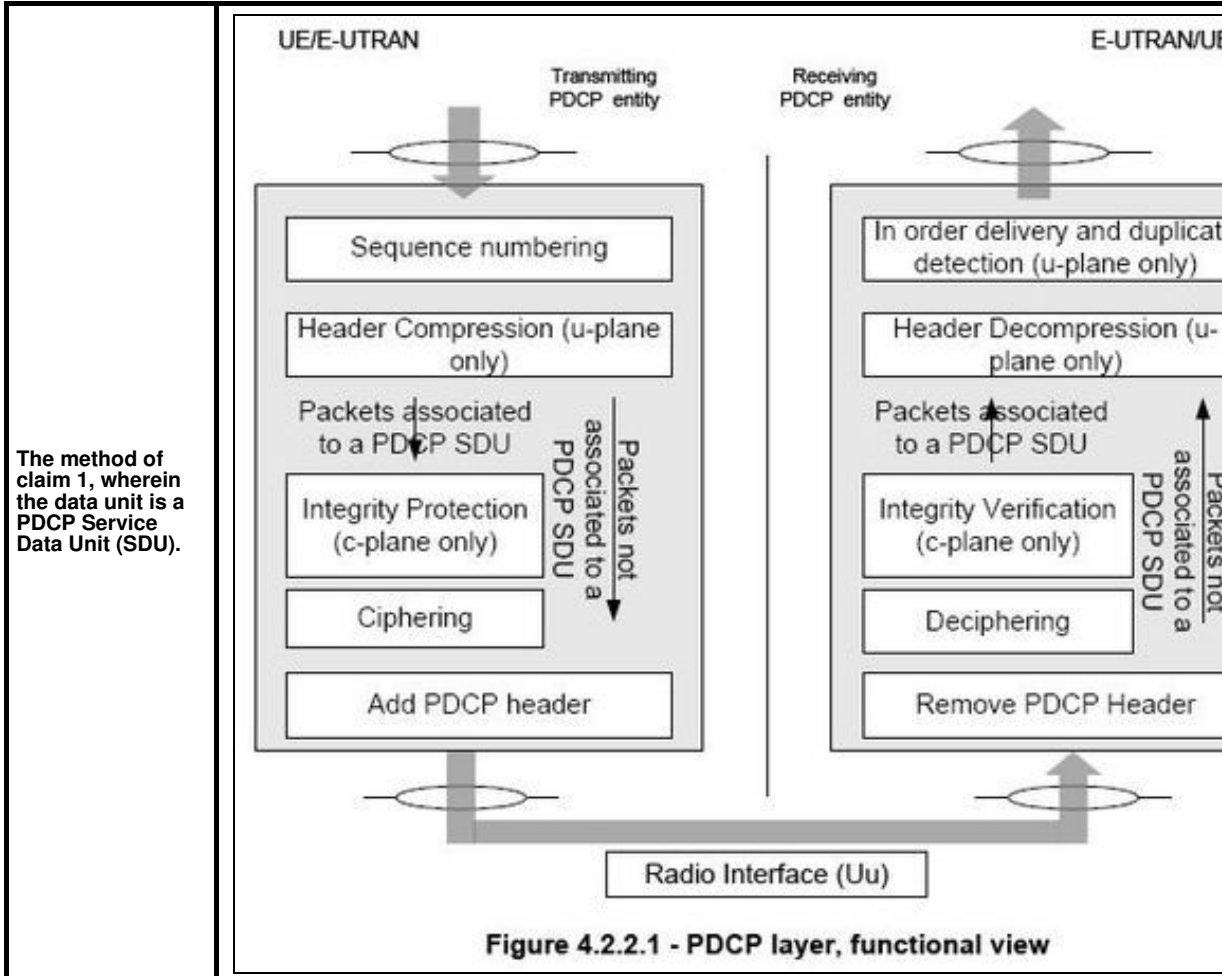 The method of
claim 1, wherein
the data unit is a
PDCP Service
Data Unit (SDU).
UE/E-UTRAN
E-UTRAN/UE
Transmitting
PDCP entity
Receiving
PDCP entity
Sequence numbering
Header Compression (u-plane
only)
Packets associated
to a PDCP SDU
Packets not
associated to a
PDCP SDU
Integrity Protection
(c-plane only)
Ciphering
Add PDCP header
In order delivery and duplicat
detection (u-plane only)
Header Decompression (u-
plane only)
Packets associated
to a PDCP SDU
Packets not
associated to a
PDCP SDU
Integrity Verification
(c-plane only)
Deciphering
Remove PDCP Header
Radio Interface (Uu)
Figure 4.2.2.1 - PDCP layer, functional view